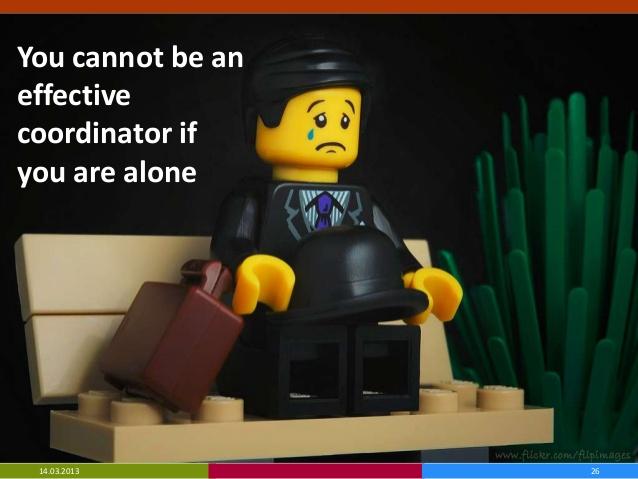 You cannot be an
effective
coordinator if
you are alone
www.flickr.com/flipimages
14.03.2013
26